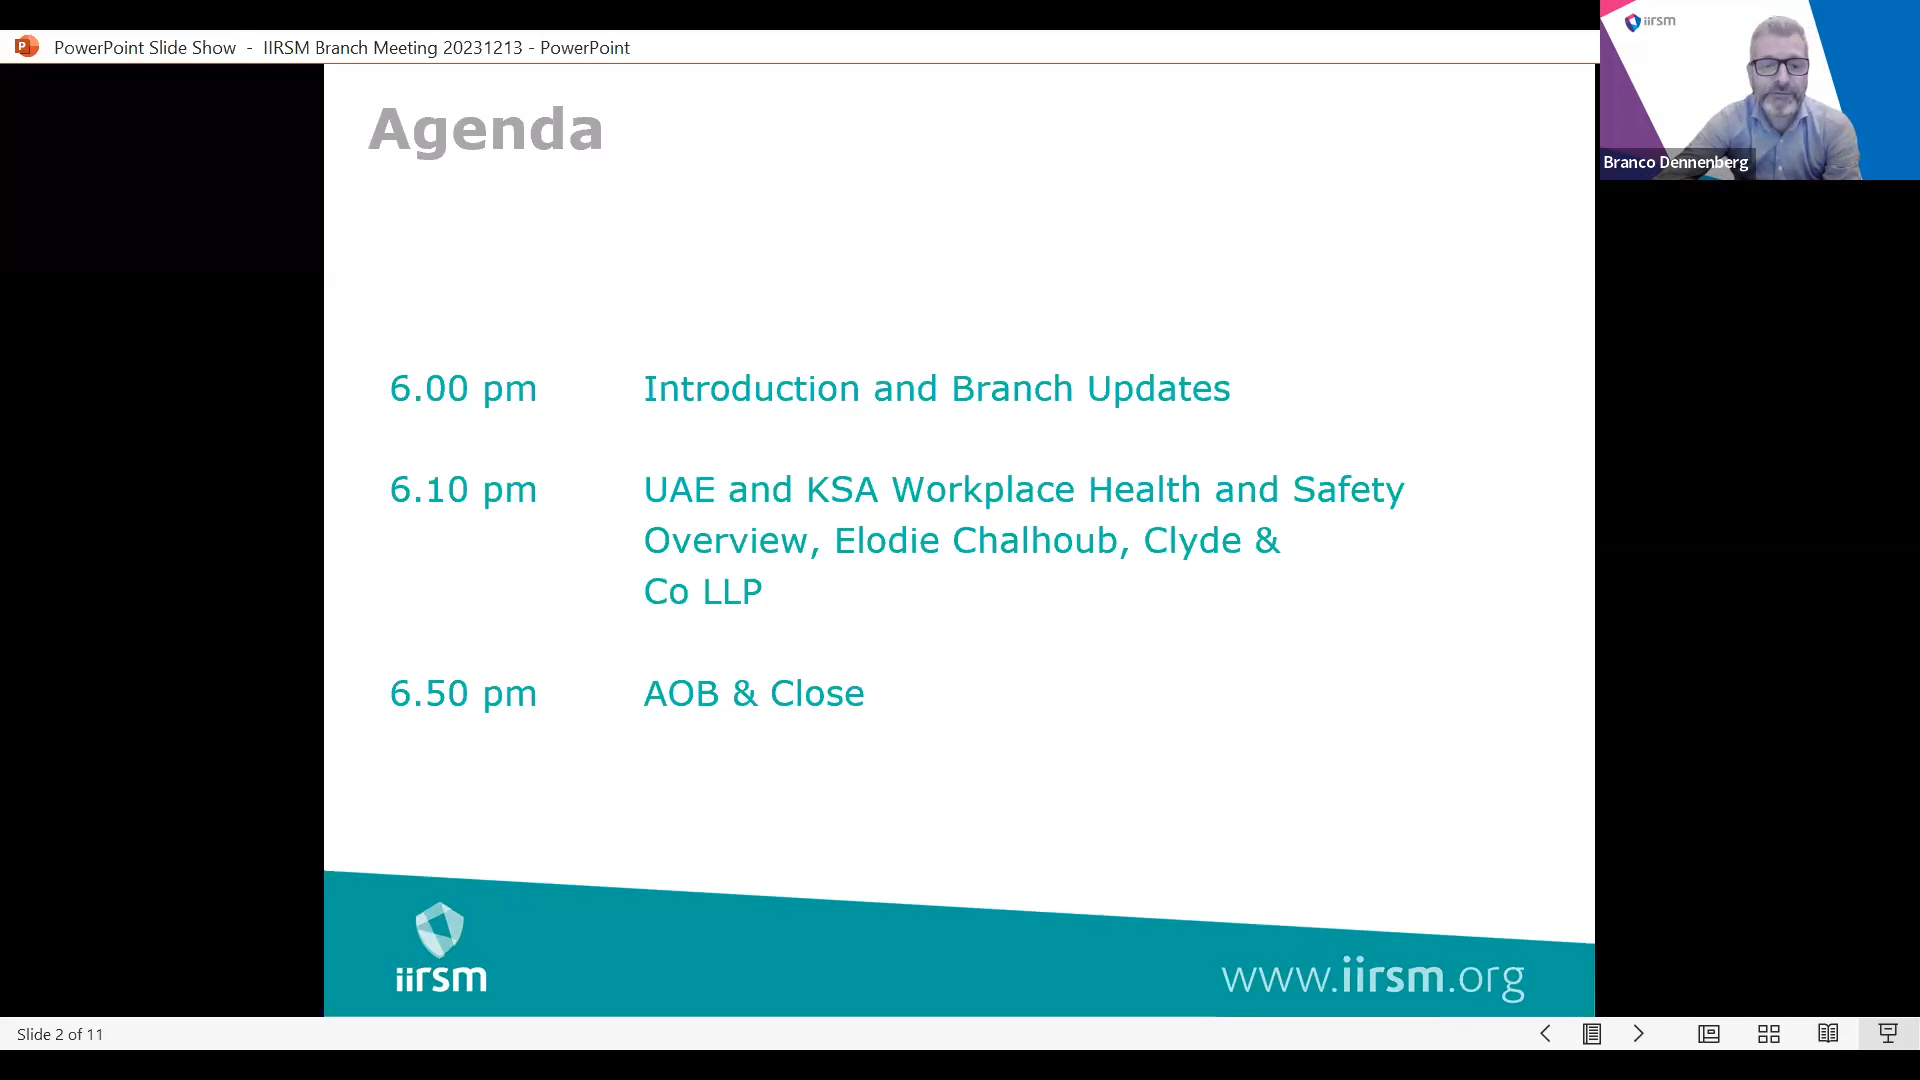 PowerPoint Slide Show - IIRSM Branch Meeting 20231213 - PowerPoint
iirsm
Branco Dennenberg
Agenda
6.00 pm Introduction and Branch Updates
6.10 pm UAE and KSA Workplace Health and Safety
Overview, Elodie Chalhoub, Clyde &
Co LLP
6.50 pm AOB & Close
iirsm
www.iirsm.org
Slide 2 of 11